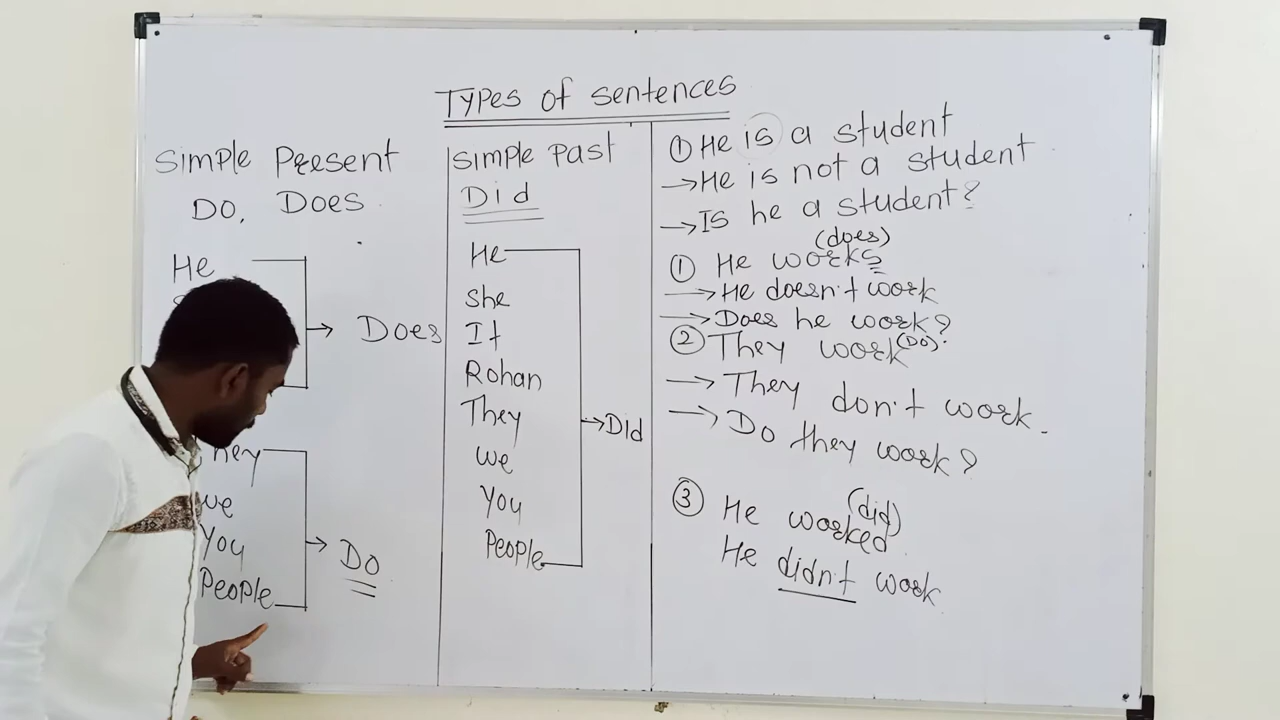 Types of sentences
Simple Present
Do, Does
He
Does
hey
we
You
People
Do
Simple Past
Did
He
She
It
Rohan
They
We
You
People
Did
① He is a student
→ He is not a student
→ Is he a student?
(does)
① He works
→ He doesn't work
→ Does he work?
② They work (Do)
→ They don't work.
→ Do they work?
(did)
③ He worked
He didn't work